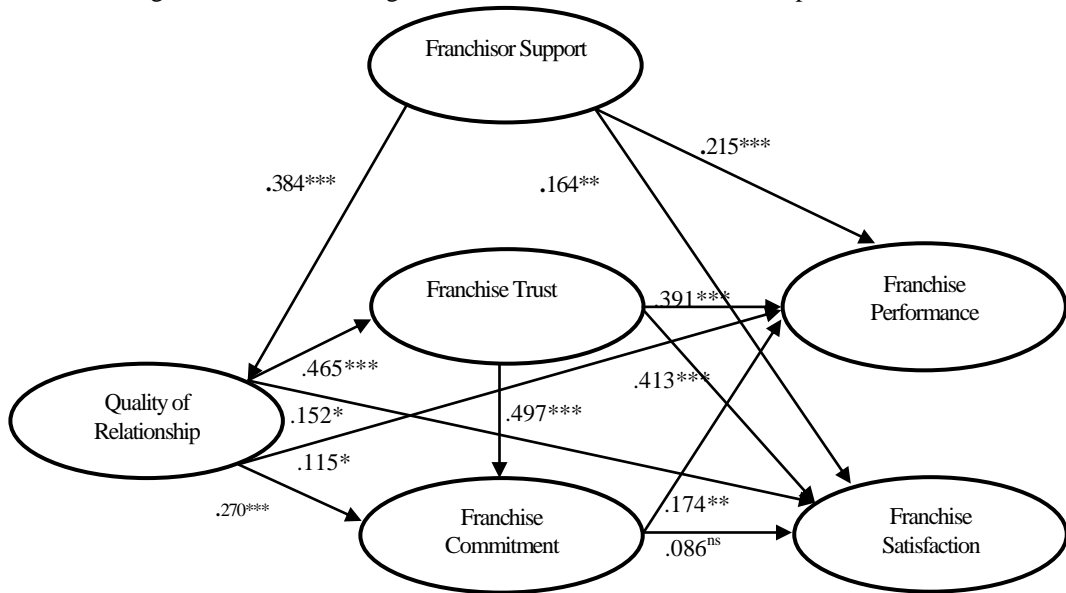 Franchisor Support
.215***
.384***
.164**
Franchise Trust
.391***
Franchise
Performance
.465***
.413***
Quality of
Relationship
.152*
.497***
.115*
.270***
Franchise
Commitment
.174**
.086ns
Franchise
Satisfaction